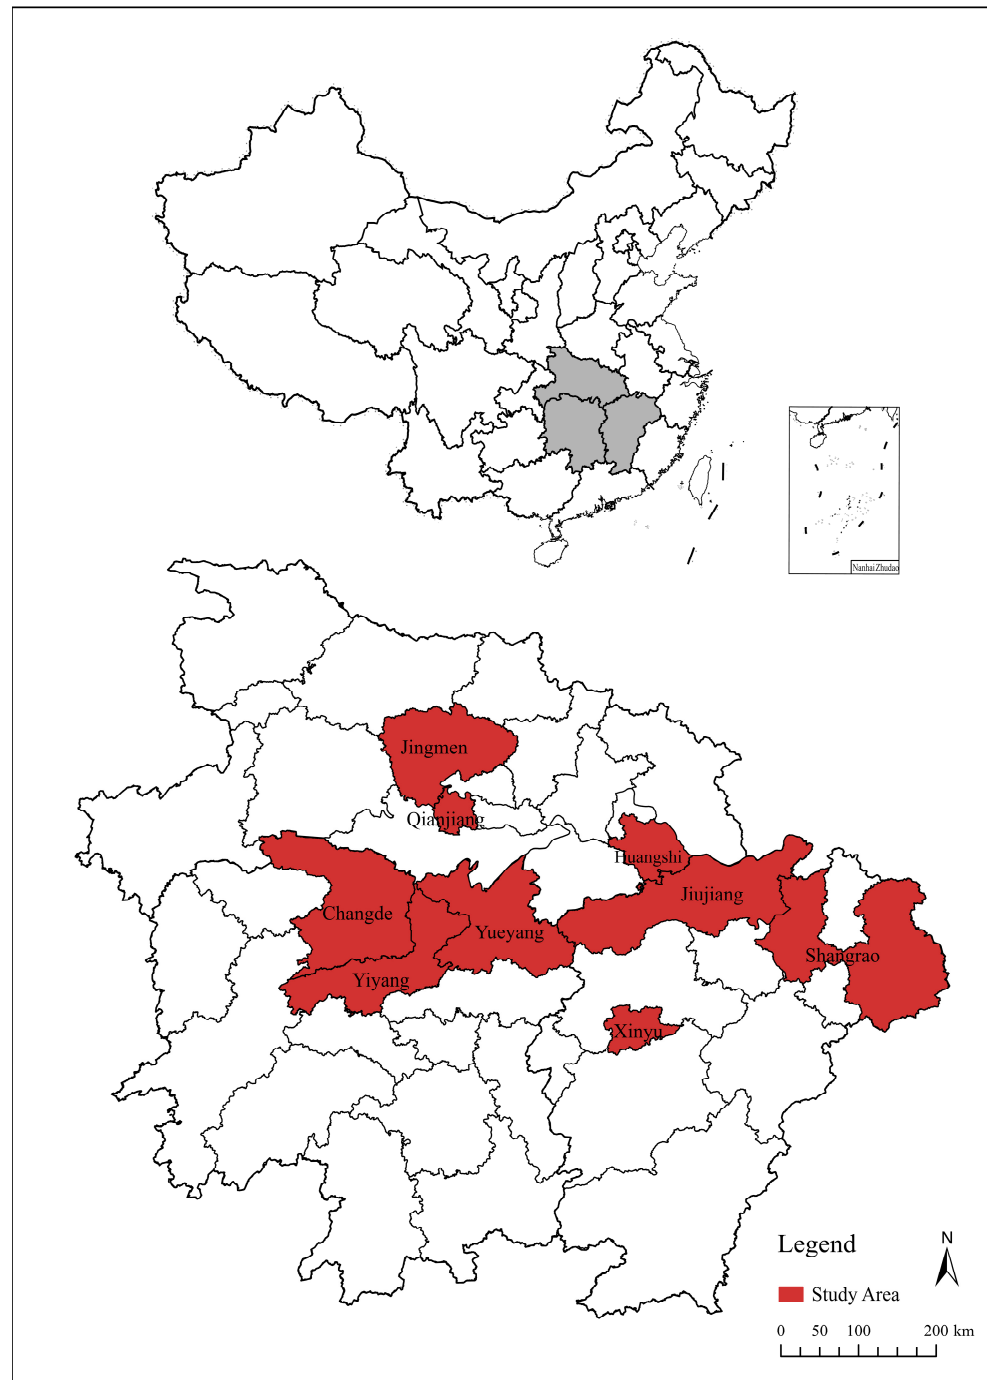 Nanhai Zhudao
Jingmen
Qianjiang
Huangshi
Jiujiang
Changde
Yueyang
Shangrao
Yiyang
Xinyu
Legend
N
Study Area
0 50 100 200 km